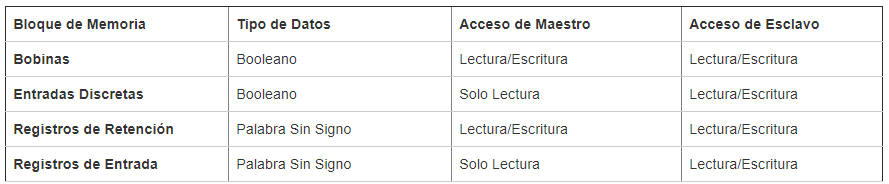 Bloque de Memoria Tipo de Datos Acceso de Maestro Acceso de Esclavo
Bobinas Booleano Lectura/Escritura Lectura/Escritura
Entradas Discretas Booleano Solo Lectura Lectura/Escritura
Registros de Retención Palabra Sin Signo Lectura/Escritura Lectura/Escritura
Registros de Entrada Palabra Sin Signo Solo Lectura Lectura/Escritura